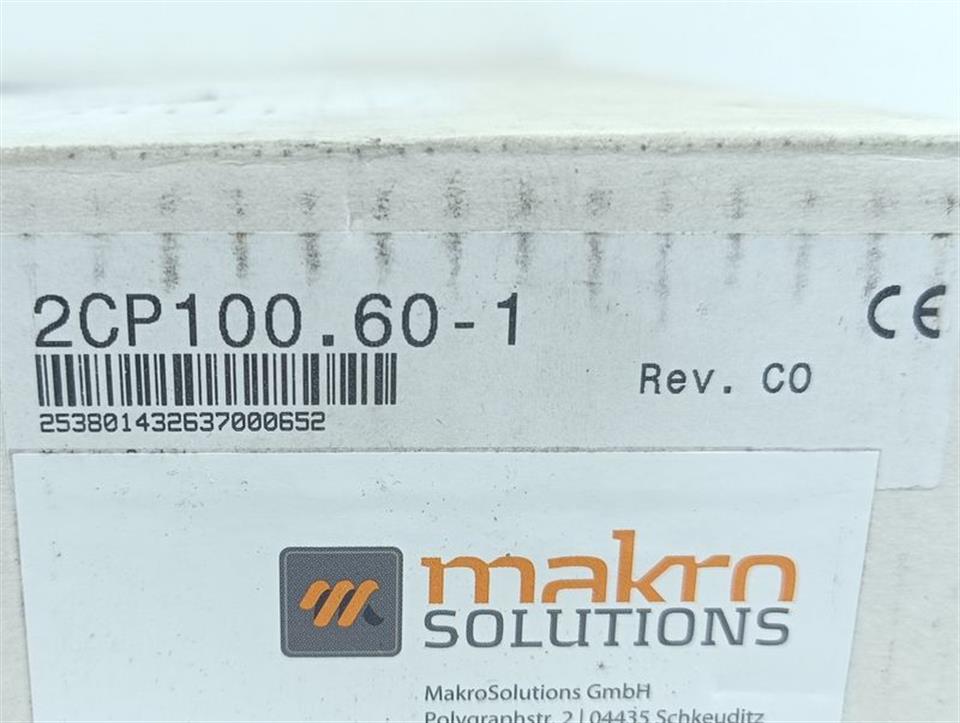 2CP100.60-1
CE
Rev. C0
253801432637000652
makro
SOLUTIONS
MakroSolutions GmbH
Polygraphstr. 2 | 04435 Schkeuditz